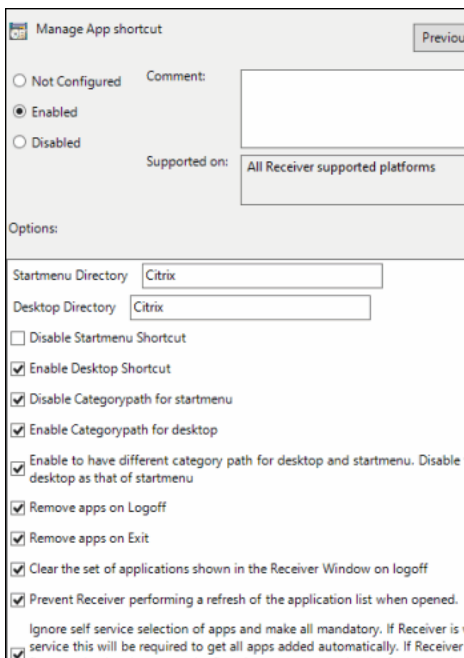 Manage App shortcut
Previou
Not Configured
Comment:
Enabled
Disabled
Supported on:
All Receiver supported platforms
Options:
Startmenu Directory
Citrix
Desktop Directory
Citrix
Disable Startmenu Shortcut
Enable Desktop Shortcut
Disable Categorypath for startmenu
Enable Categorypath for desktop
Enable to have different category path for desktop and startmenu. Disable
desktop as that of startmenu
Remove apps on Logoff
Remove apps on Exit
Clear the set of applications shown in the Receiver Window on logoff
Prevent Receiver performing a refresh of the application list when opened.
Ignore self service selection of apps and make all mandatory. If Receiver is
service this will be required to get all apps added automatically. If Receiver